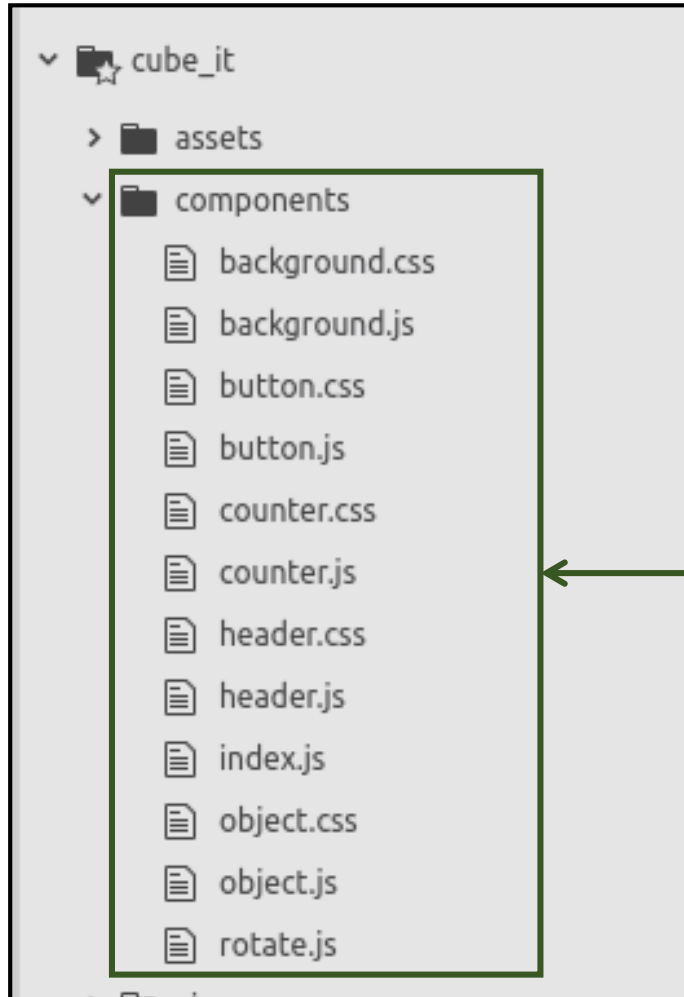 cube_it
assets
components
background.css
background.js
button.css
button.js
counter.css
counter.js
header.css
header.js
index.js
object.css
object.js
rotate.js